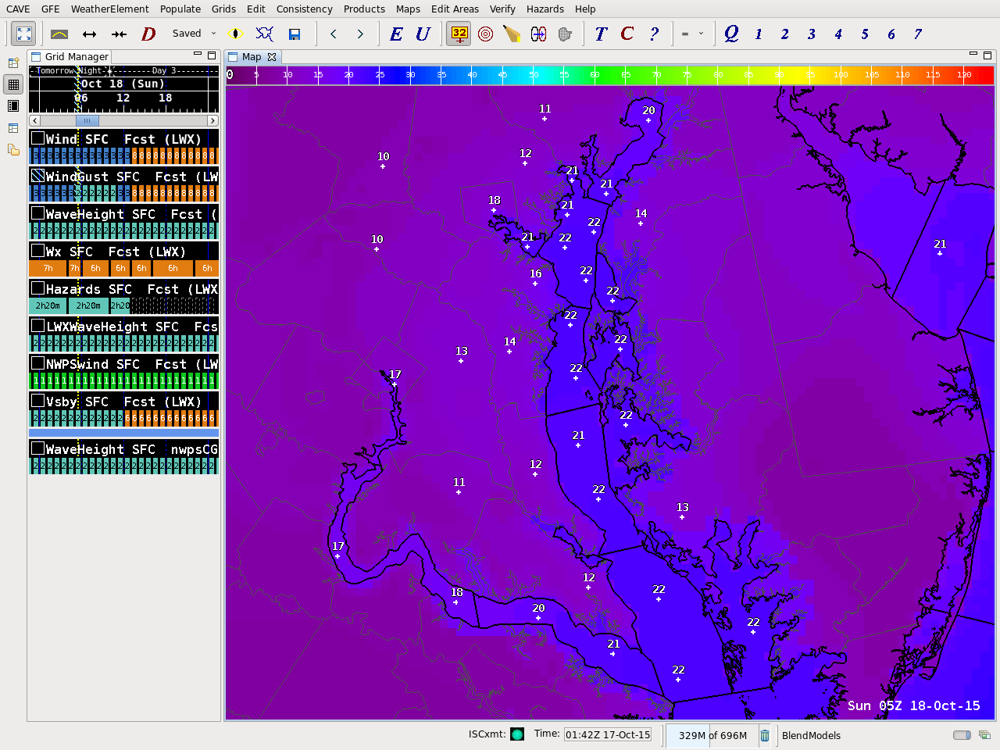 CAVE GFE WeatherElement Populate Grids Edit Consistency Products Maps Edit Areas Verify Hazards Help
D Saved < > E U 32 T C ? = Q 1 2 3 4 5 6 7
Grid Manager
Map
Tomorrow Night Day 3
Oct 18 (Sun)
06 12 18
0 5 10 15 20 25 30 35 40 45 50 55 60 65 70 75 80 85 90 95 100 105 110 115 120
Wind SFC Fcst (LWX)
WindGust SFC Fcst (LW
WaveHeight SFC Fcst (
Wx SFC Fcst (LWX)
7h 7h 6h 6h 6h 6h 6h
Hazards SFC Fcst (LWX
2h20m 2h20m 2h20
LWXWaveHeight SFC Fcs
NWPSwind SFC Fcst (LW
Vsby SFC Fcst (LWX)
WaveHeight SFC nwpsCG
11 20
10 12
21
21
18 21 14
22
21 22 21
10
16 22
22
22
14 22
13
22
17
22
21
12
11 22
13
17
12 22
18
20 22
21
22
Sun 05Z 18-Oct-15
ISCxmt: Time: 01:42Z 17-Oct-15 329M of 696M BlendModels